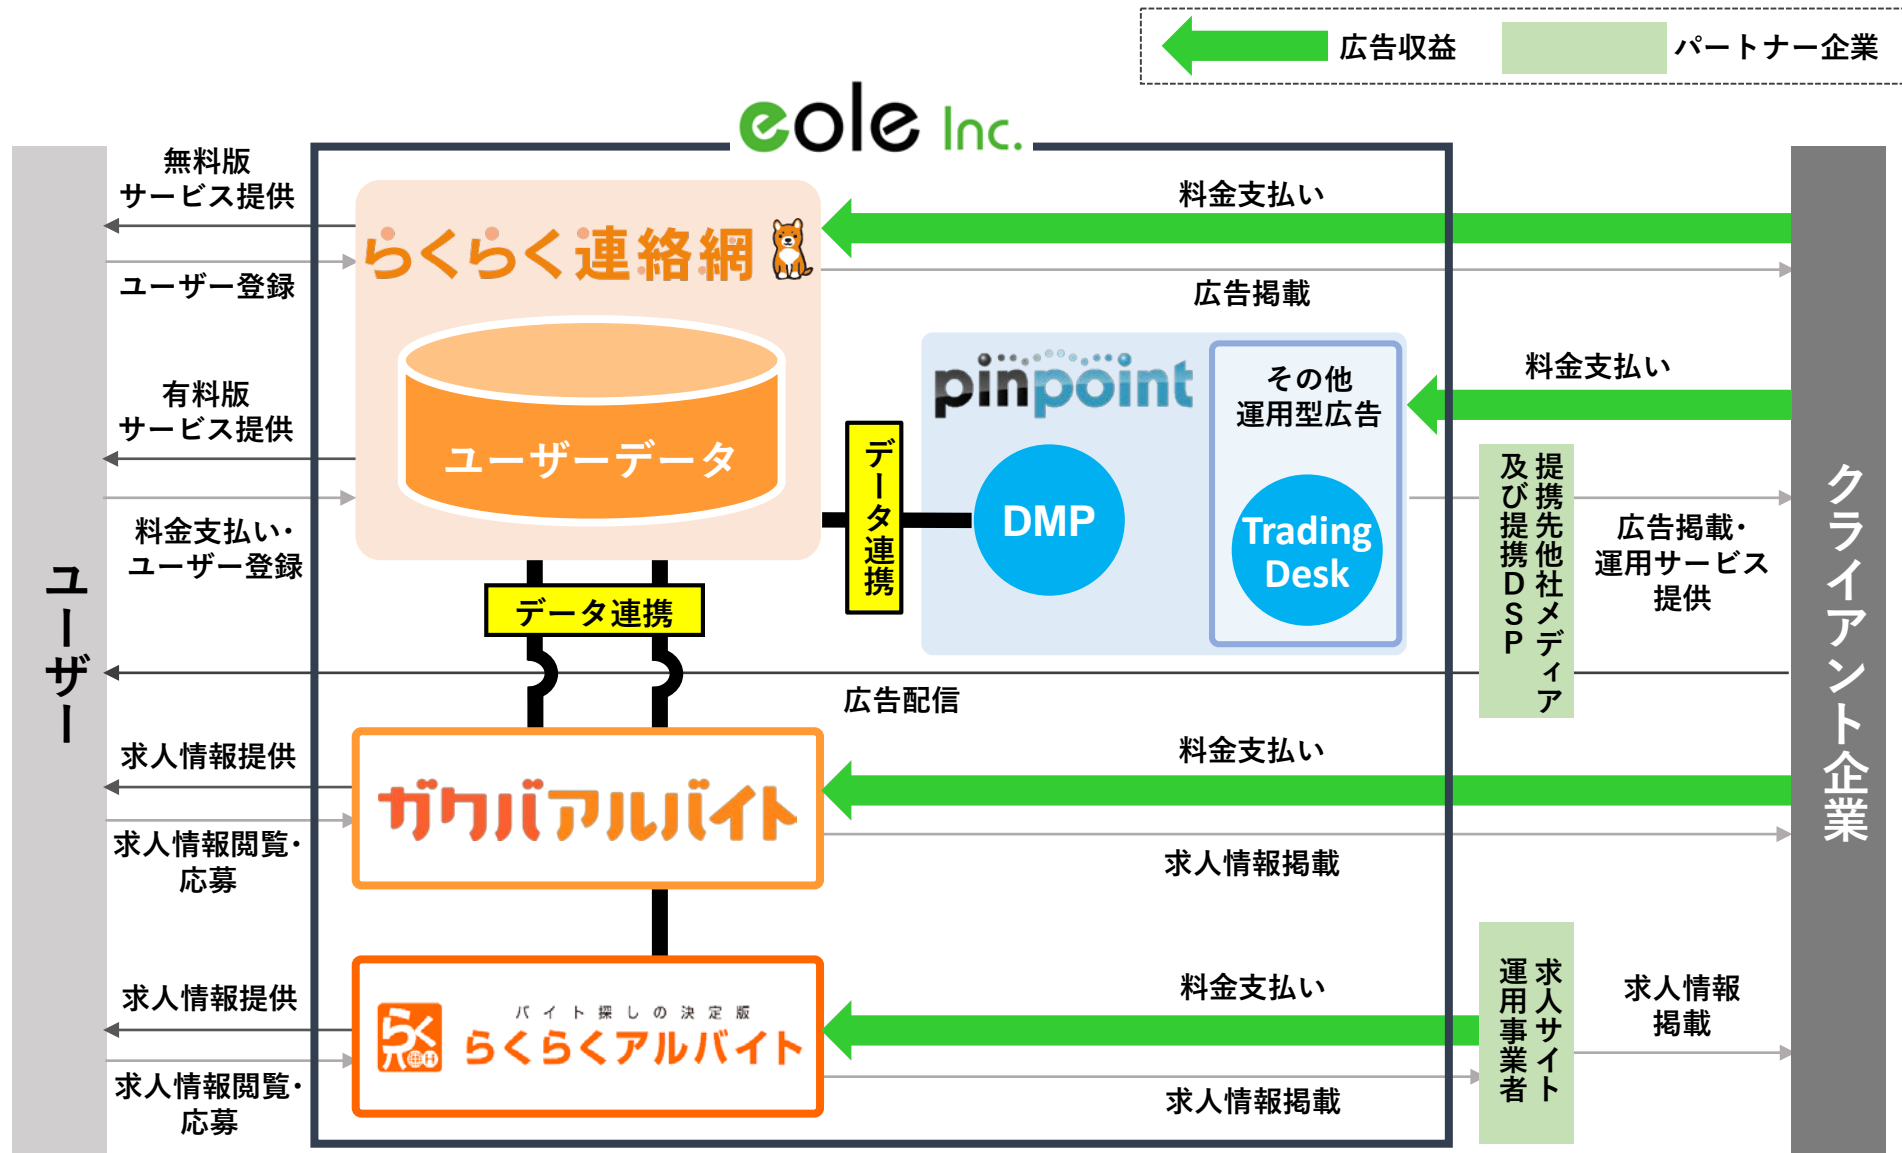 広告収益
パートナー企業
eole Inc.
無料版
サービス提供
ユーザー登録
有料版
サービス提供
料金支払い・
ユーザー登録
ユーザー
求人情報提供
求人情報閲覧・
応募
求人情報提供
求人情報閲覧・
応募
らくらく連絡網
ユーザーデータ
データ連携
データ連携
pinpoint
DMP
その他
運用型広告
Trading
Desk
料金支払い
広告掲載
料金支払い
提携先他社メディア
及び提携DSP
広告掲載・
運用サービス
提供
広告配信
ガクバアルバイト
料金支払い
求人情報掲載
バイト探しの決定版
らくらくアルバイト
料金支払い
求人情報掲載
求人サイト
運用事業者
求人情報
掲載
クライアント企業